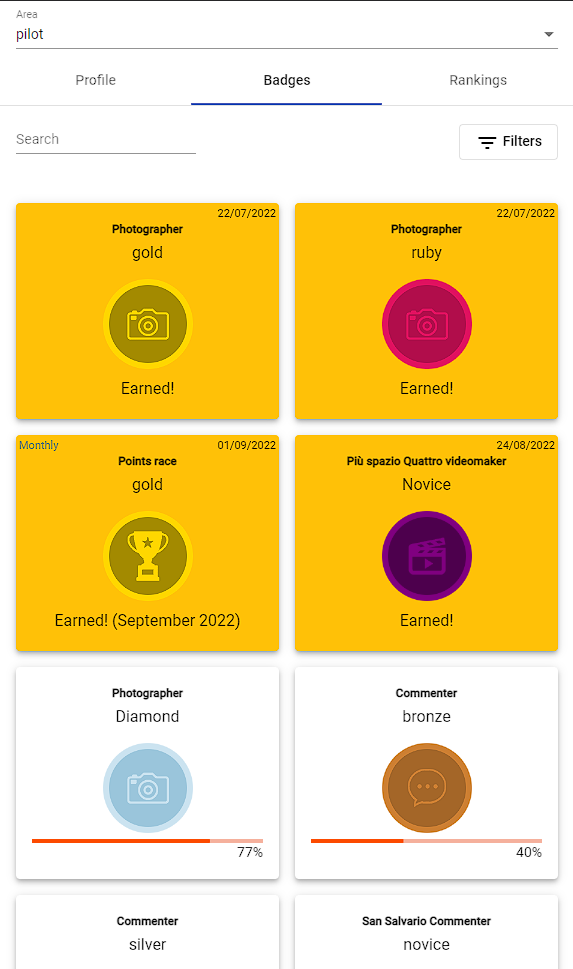 Area
pilot
Profile Badges Rankings
Search
Filters
22/07/2022
Photographer
gold
Earned!
22/07/2022
Photographer
ruby
Earned!
Monthly 01/09/2022
Points race
gold
Earned! (September 2022)
24/08/2022
Più spazio Quattro videomaker
Novice
Earned!
Photographer
Diamond
77%
Commenter
bronze
40%
Commenter
silver
San Salvario Commenter
novice